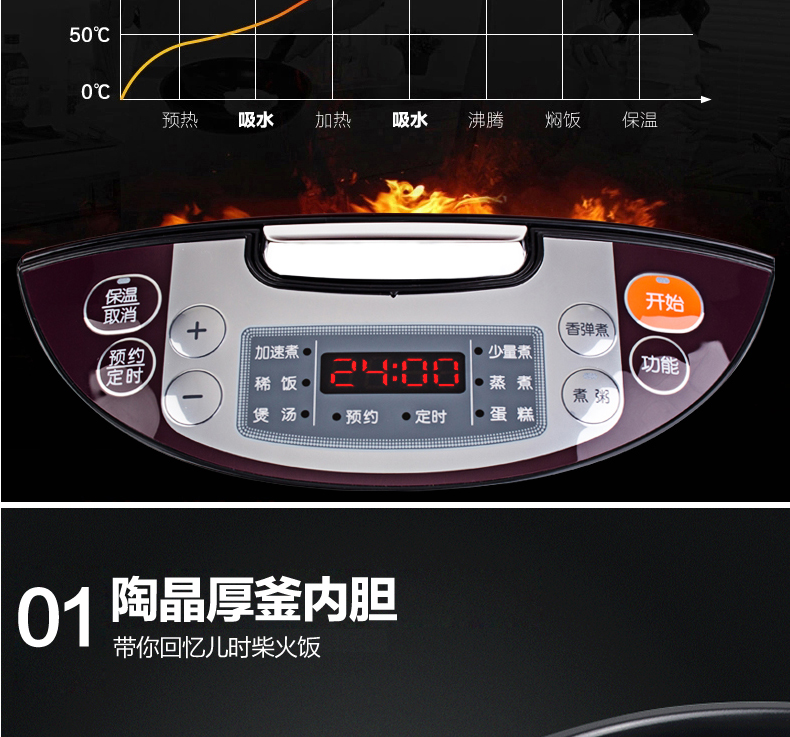 50℃
0℃
预热 吸水 加热 吸水 沸腾 焖饭 保温
保温
取消
预约
定时
+
−
加速煮
稀饭
煲汤
24:00
预约 定时
少量煮
蒸煮
蛋糕
香弹煮
煮粥
开始
功能
01
陶晶厚釜内胆
带你回忆儿时柴火饭